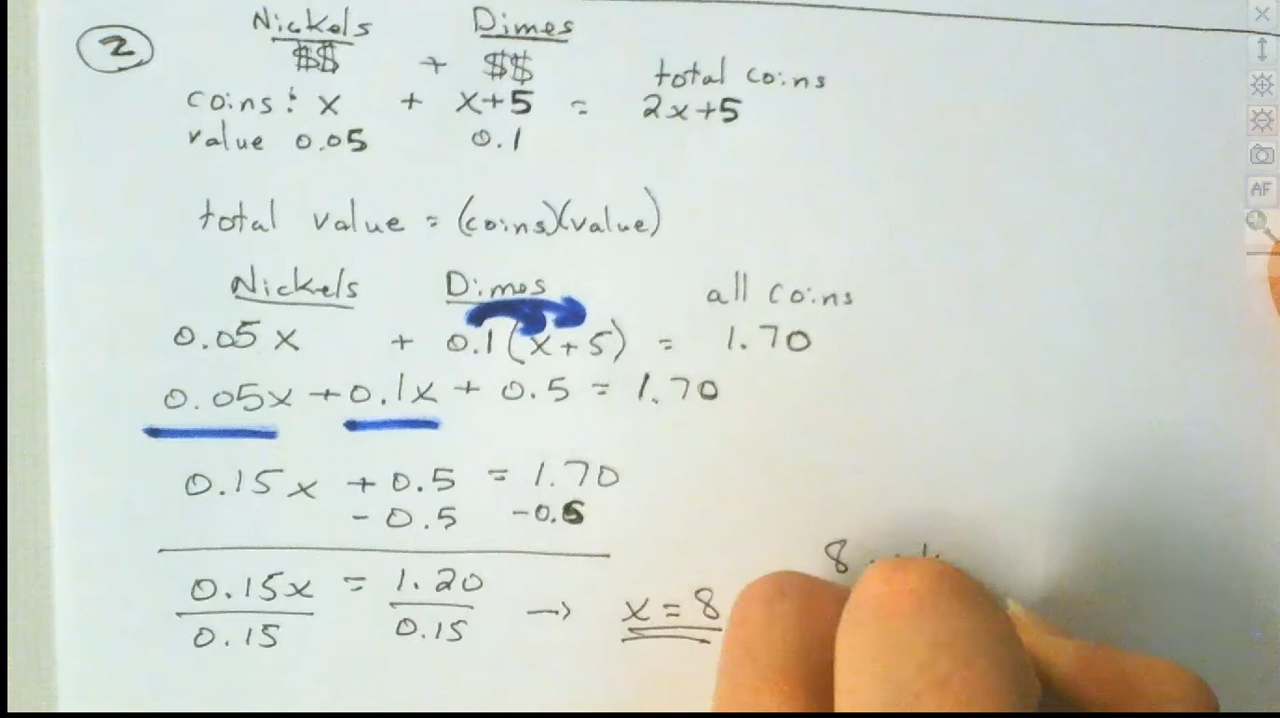 2
Nickels Dimes
$$ + $$ total coins
coins: x + x+5 = 2x+5
value 0.05 0.1
total value = (coins)(value)
Nickels Dimes all coins
0.05x + 0.1(x+5) = 1.70
0.05x + 0.1x + 0.5 = 1.70
0.15x + 0.5 = 1.70
- 0.5 -0.5
0.15x = 1.20 → x = 8
0.15 0.15
8
AF